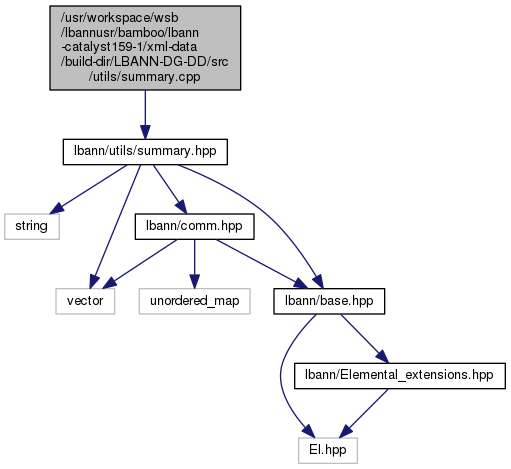 /usr/workspace/wsb
/lbannusr/bamboo/lbann
-catalyst159-1/xml-data
/build-dir/LBANN-DG-DD/src
/utils/summary.cpp
lbann/utils/summary.hpp
string
lbann/comm.hpp
vector
unordered_map
lbann/base.hpp
lbann/Elemental_extensions.hpp
El.hpp